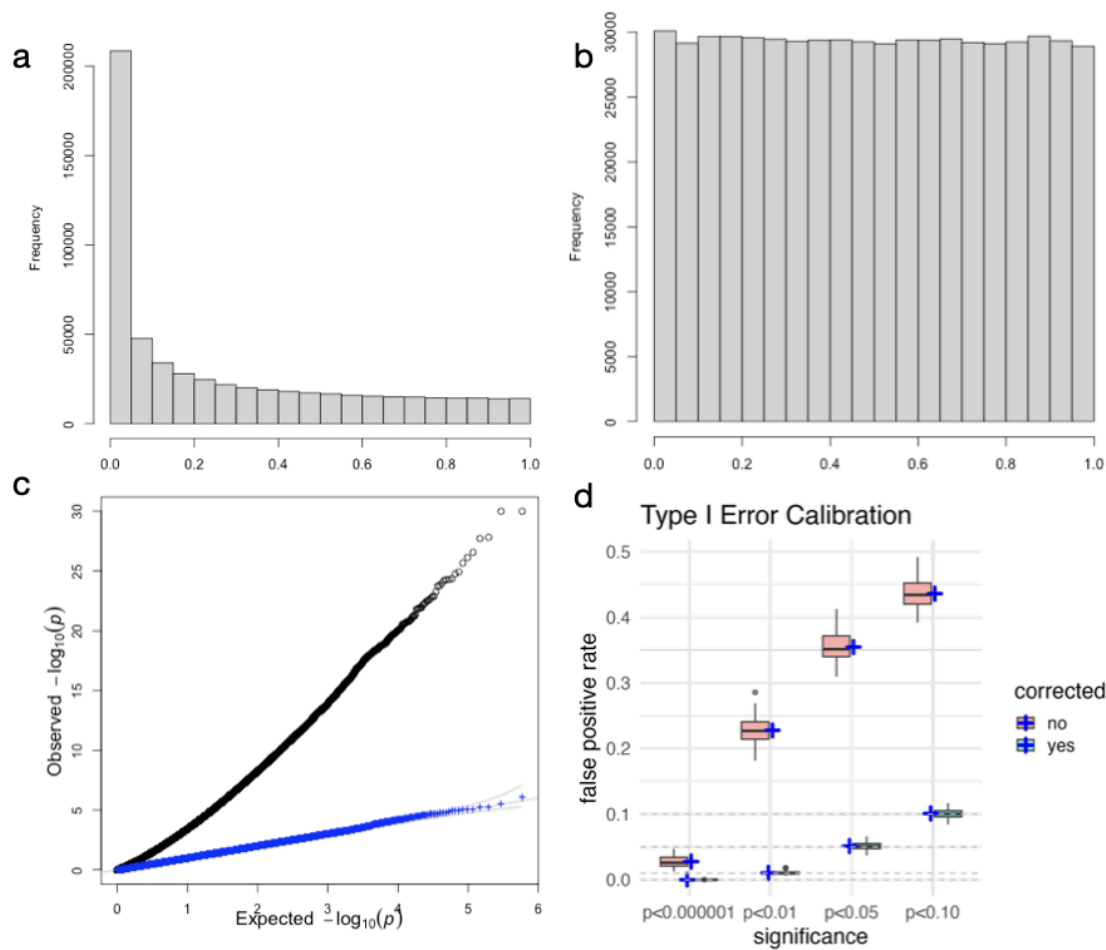 a
200000
150000
100000
50000
0
Frequency
0.0 0.2 0.4 0.6 0.8 1.0
b
30000
25000
20000
15000
10000
5000
0
Frequency
0.0 0.2 0.4 0.6 0.8 1.0
c
30
25
20
15
10
5
0
Observed −log10(p)
0 1 2 3 4 5 6
Expected −log10(p)
d
Type I Error Calibration
0.5
0.4
0.3
0.2
0.1
0.0
false positive rate
p<0.000001 p<0.01 p<0.05 p<0.10
significance
corrected
no
yes